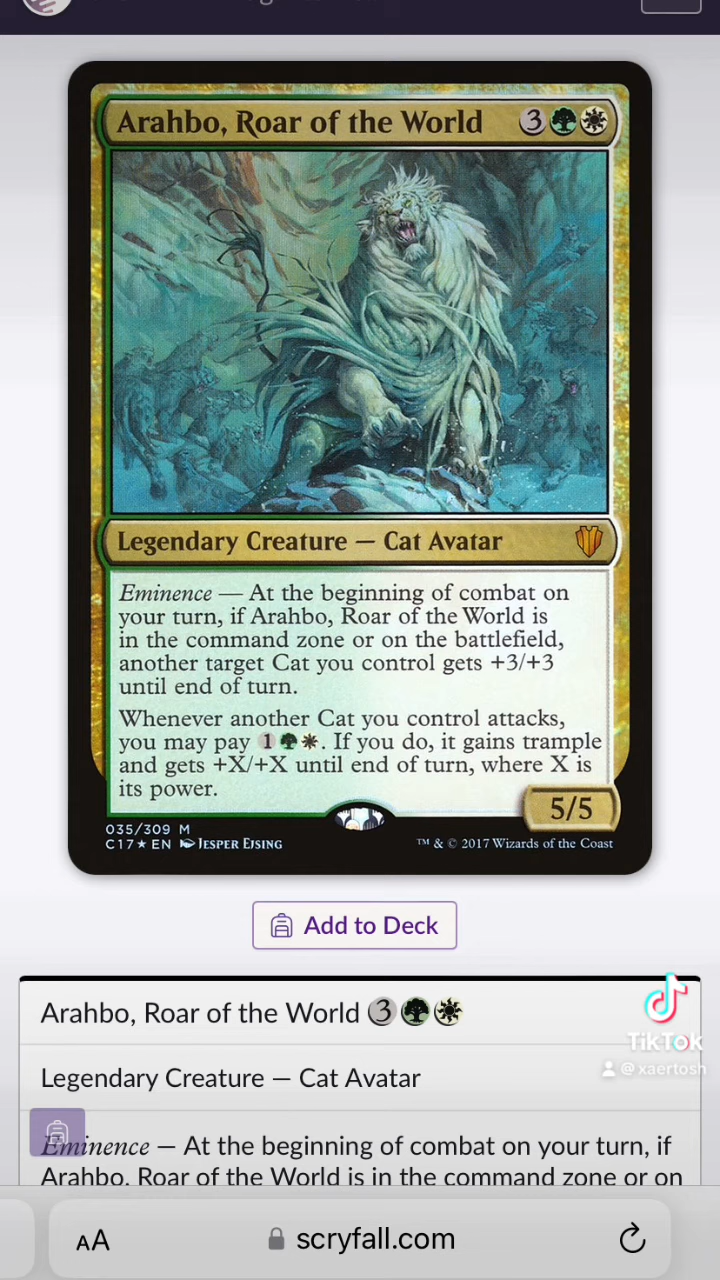 Arahbo, Roar of the World 3
Legendary Creature — Cat Avatar
Eminence — At the beginning of combat on
your turn, if Arahbo, Roar of the World is
in the command zone or on the battlefield,
another target Cat you control gets +3/+3
until end of turn.
Whenever another Cat you control attacks,
you may pay 1. If you do, it gains trample
and gets +X/+X until end of turn, where X is
its power.
5/5
035/309 M
C17★EN JESPER EJSING
™ & © 2017 Wizards of the Coast
Add to Deck
Arahbo, Roar of the World 3
TikTok
@xaertosh
Legendary Creature — Cat Avatar
Eminence — At the beginning of combat on your turn, if
Arahbo, Roar of the World is in the command zone or on
AA
scryfall.com